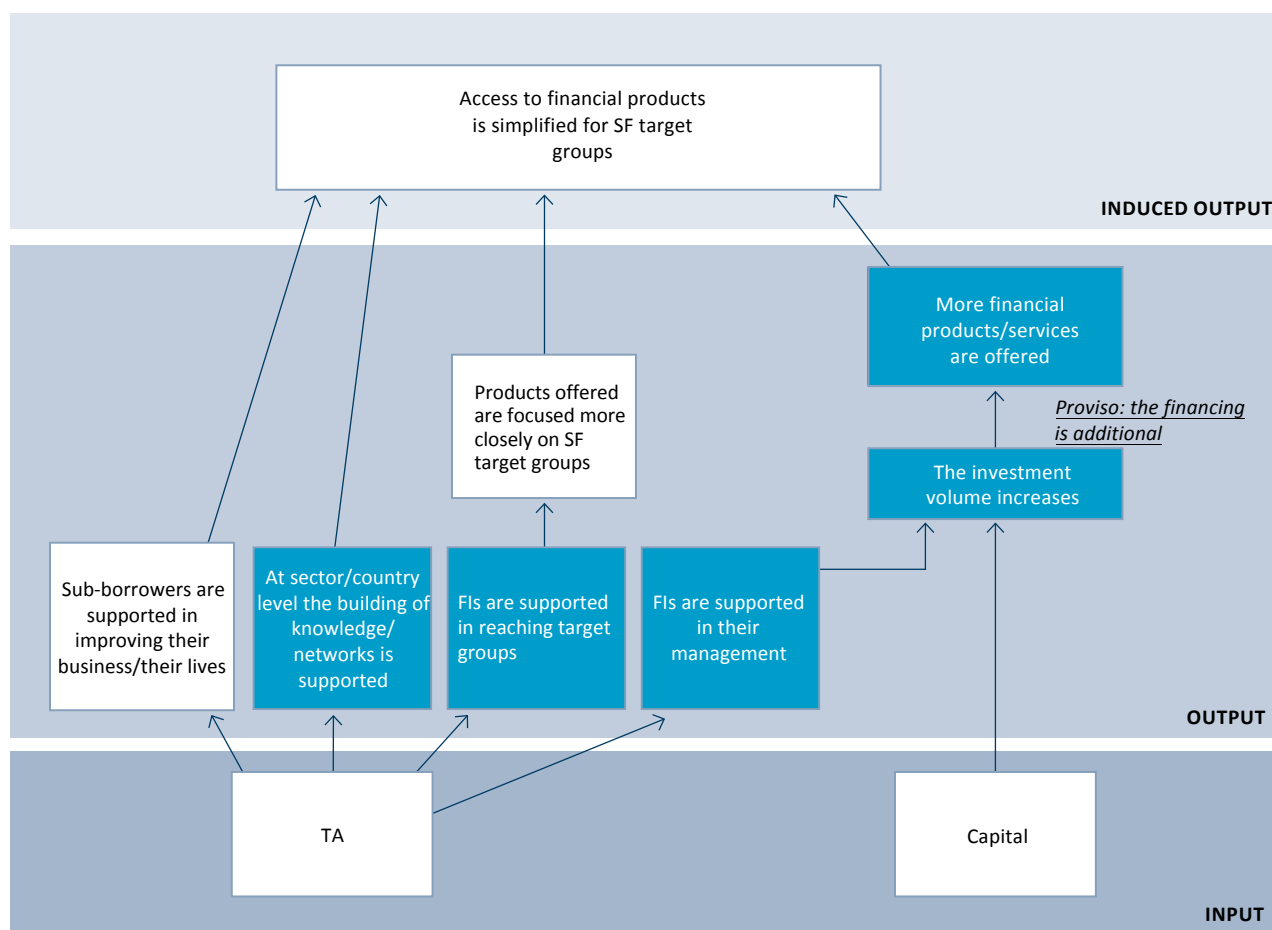 Access to financial products
is simplified for SF target
groups
INDUCED OUTPUT
More financial
products/services
are offered
Products offered
are focused more
closely on SF
target groups
Proviso: the financing
is additional
The investment
volume increases
Sub-borrowers are
supported in
improving their
business/their lives
At sector/country
level the building of
knowledge/
networks is
supported
FIs are supported
in reaching target
groups
FIs are supported
in their
management
OUTPUT
TA
Capital
INPUT